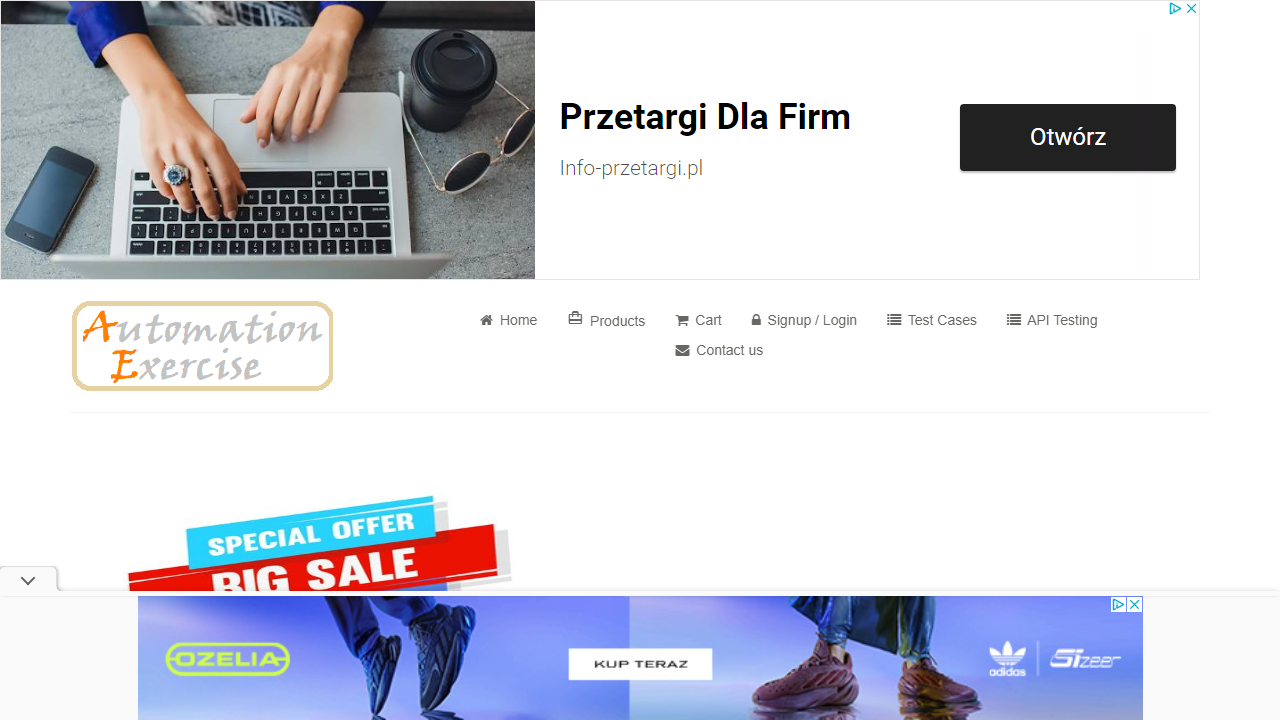 Przetargi Dla Firm
Info-przetargi.pl
Otwórz
Automation
Exercise
Home
Products
Cart
Signup / Login
Test Cases
API Testing
Contact us
SPECIAL OFFER
BIG SALE
OZELIA
KUP TERAZ
adidas
Sizeer